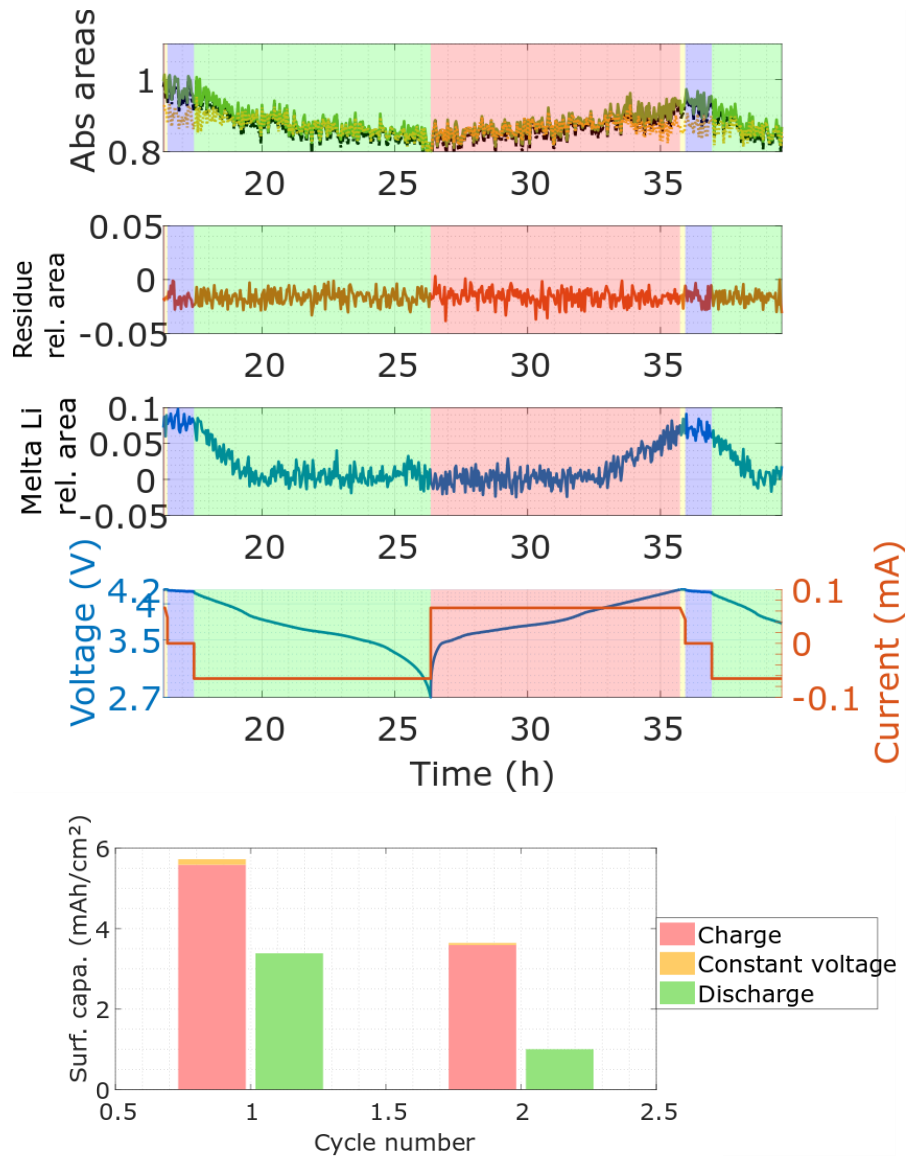 Abs areas
1
0.8
20 25 30 35
Residue
rel. area
0.05
0
-0.05
20 25 30 35
Melta Li
rel. area
0.1
0.05
0
-0.05
20 25 30 35
Voltage (V)
4.2
4
3.5
2.7
0.1
0
-0.1
Current (mA)
20 25 30 35
Time (h)
Surf. capa. (mAh/cm²)
6
4
2
0
0.5 1 1.5 2 2.5
Cycle number
Charge
Constant voltage
Discharge